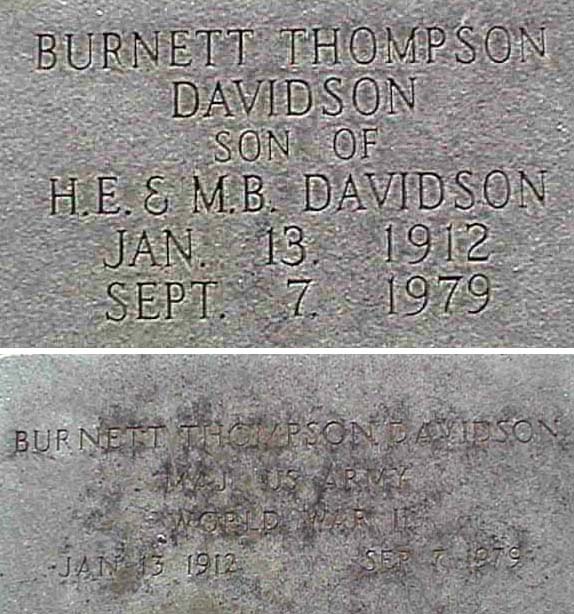 BURNETT THOMPSON
DAVIDSON
SON OF
H.E. & M.B. DAVIDSON
JAN. 13. 1912
SEPT. 7. 1979
BURNETT THOMPSON DAVIDSON
MAJ US ARMY
WORLD WAR II
JAN 13 1912 SEP 7 1979